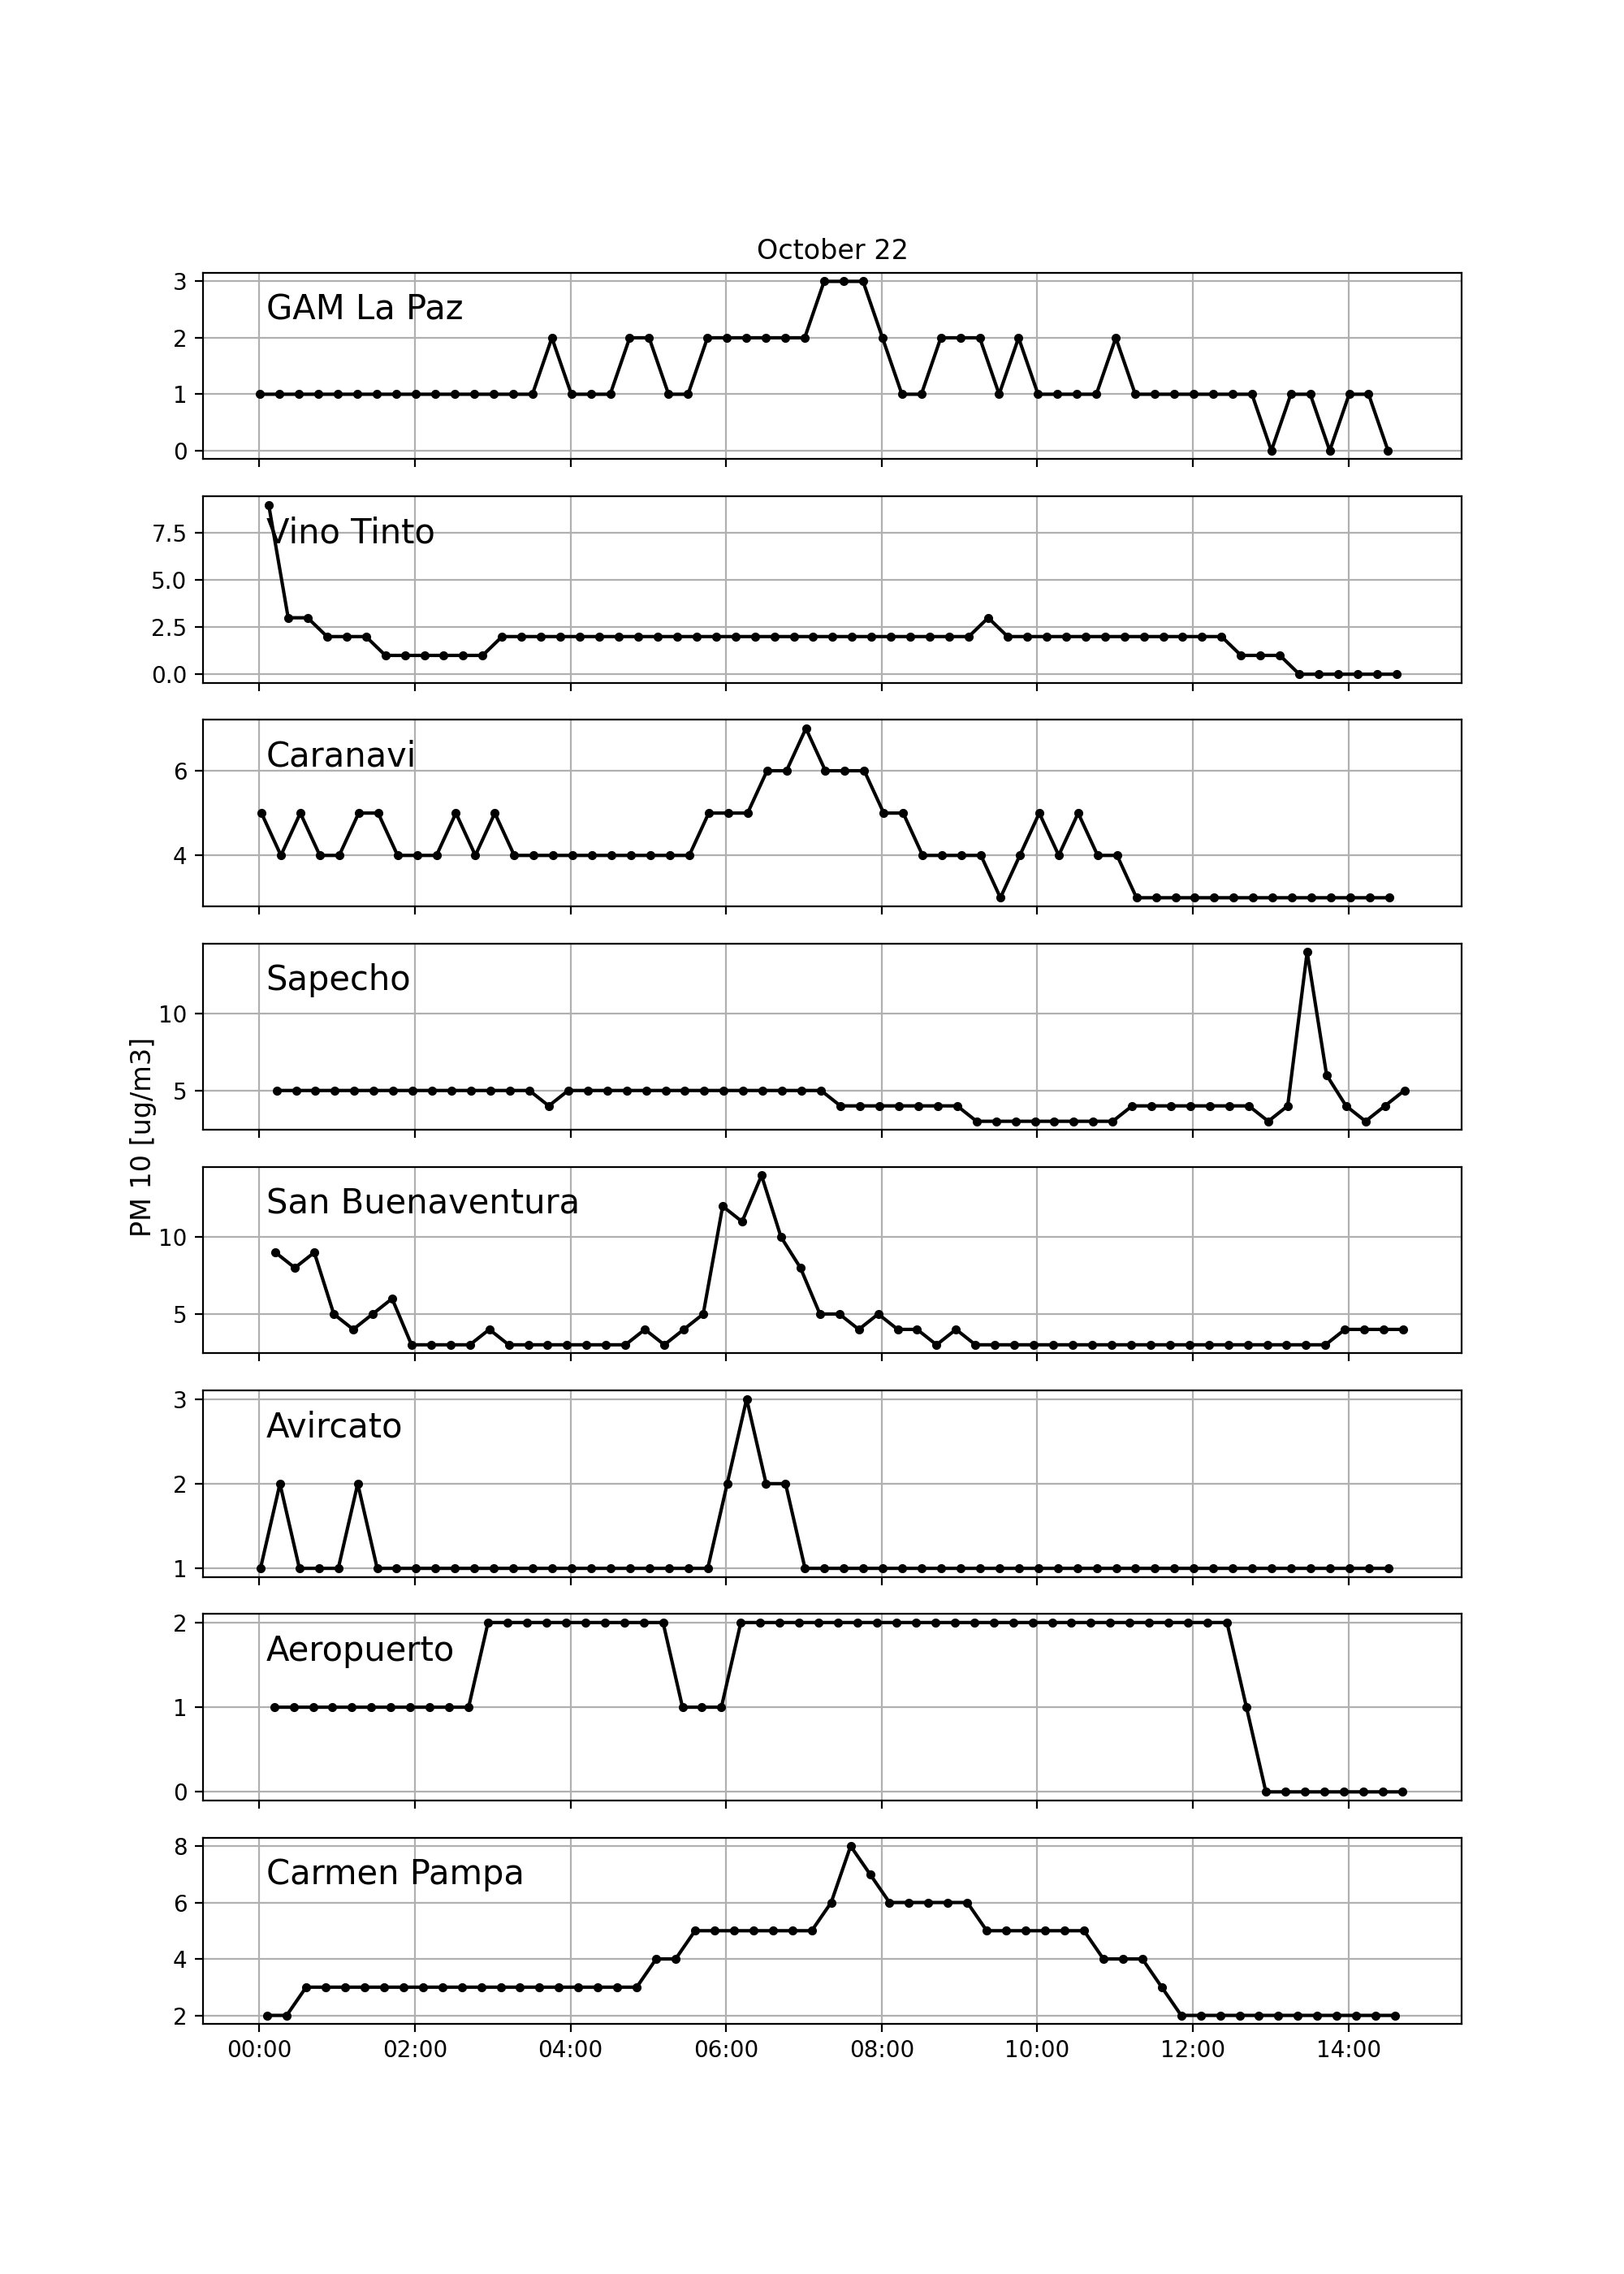 October 22
PM 10 [ug/m3]
3
GAM La Paz
2
1
0
Vino Tinto
7.5
5.0
2.5
0.0
Caranavi
6
4
Sapecho
10
5
San Buenaventura
10
5
3
Avircato
2
1
2
Aeropuerto
1
0
8
Carmen Pampa
6
4
2
00:00 02:00 04:00 06:00 08:00 10:00 12:00 14:00